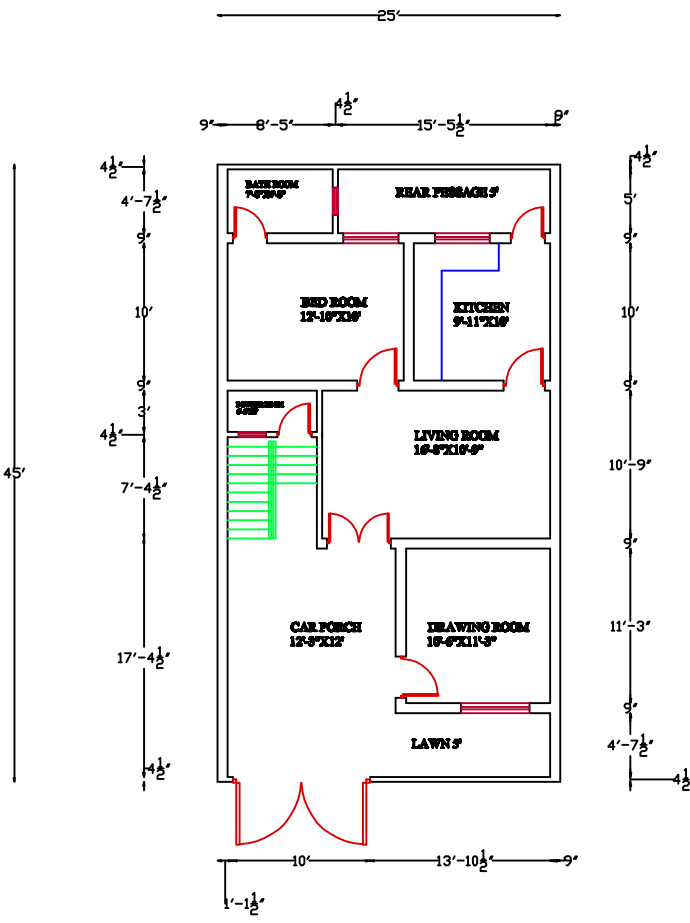 25'
4½"
9"
8'-5"
15'-5½"
9"
4½"
4½"
4'-7½"
5'
9"
9"
10'
10'
9"
9"
3'
4½"
45'
7'-4½"
10'-9"
9"
17'-4½"
11'-3"
9"
4'-7½"
4½"
4½
BATH ROOM
REAR PESSAGE 5'
BED ROOM
12'-10"X10'
KITCHEN
9'-11"X10'
LIVING ROOM
16'-8"X10'-9"
CAR PORCH
12'-3"X12'
DRAWING ROOM
10'-6"X11'-3"
LAWN 5'
10'
13'-10½"
9"
1'-1½"